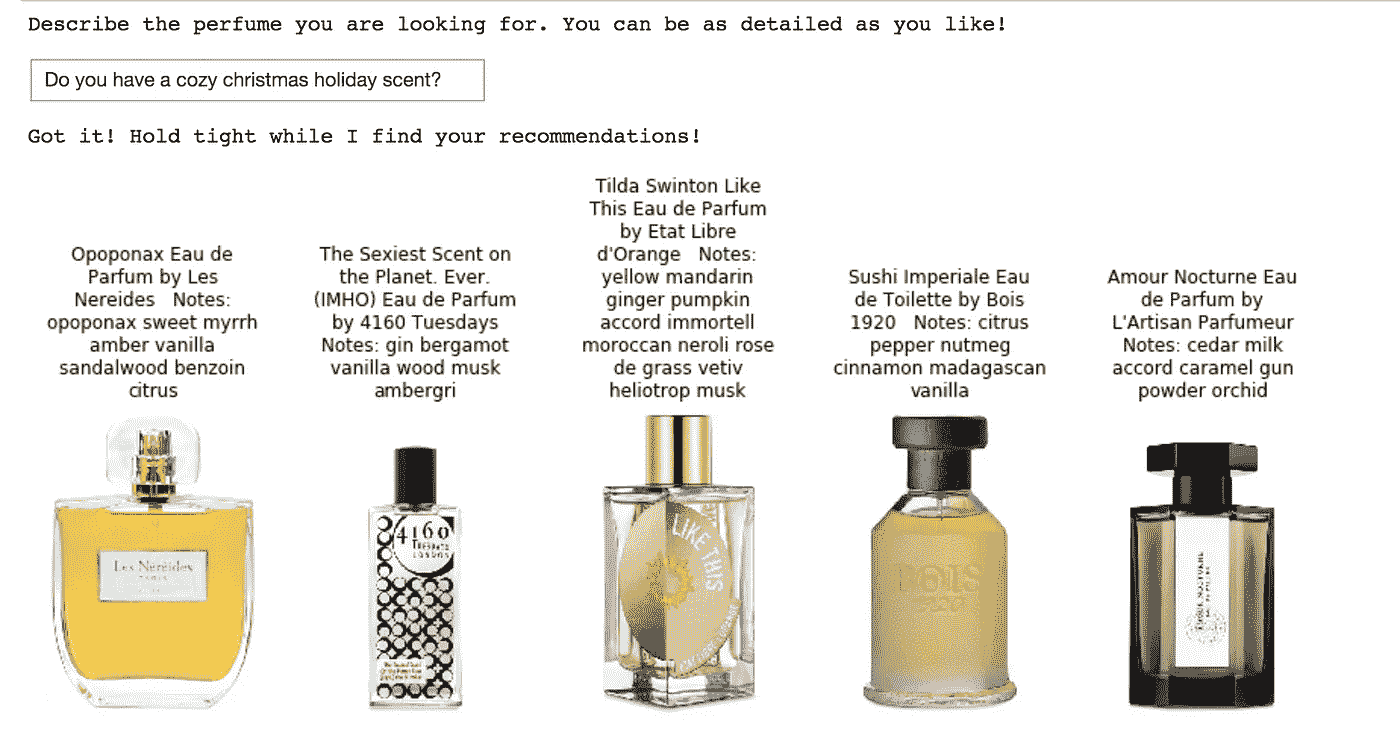 Describe the perfume you are looking for. You can be as detailed as you like!
Do you have a cozy christmas holiday scent?
Got it! Hold tight while I find your recommendations!
Opoponax Eau de
Parfum by Les
Nereides Notes:
opoponax sweet myrrh
amber vanilla
sandalwood benzoin
citrus
The Sexiest Scent on
the Planet. Ever.
(IMHO) Eau de Parfum
by 4160 Tuesdays
Notes: gin bergamot
vanilla wood musk
ambergri
Tilda Swinton Like
This Eau de Parfum
by Etat Libre
d'Orange Notes:
yellow mandarin
ginger pumpkin
accord immortell
moroccan neroli rose
de grass vetiv
heliotrop musk
Sushi Imperiale Eau
de Toilette by Bois
1920 Notes: citrus
pepper nutmeg
cinnamon madagascan
vanilla
Amour Nocturne Eau
de Parfum by
L'Artisan Parfumeur
Notes: cedar milk
accord caramel gun
powder orchid
Les Néréides
PARIS
4160
TUESDAYS
LONDON
LIKE THIS
BOIS